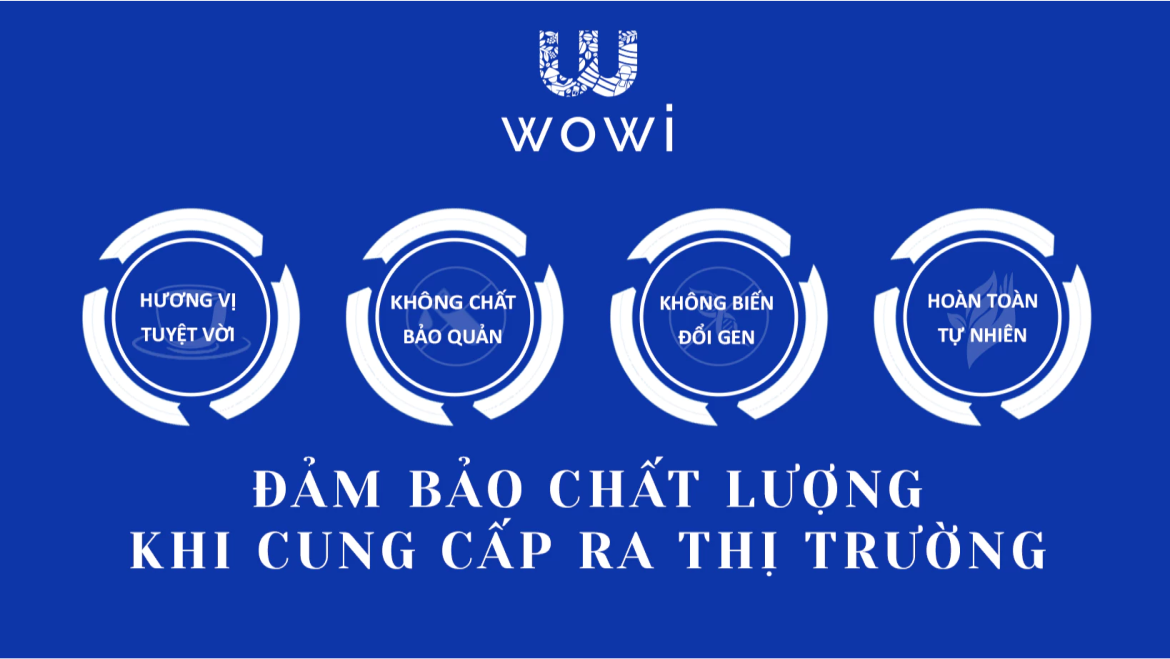 wowi
HƯƠNG VỊ
TUYỆT VỜI
KHÔNG CHẤT
BẢO QUẢN
KHÔNG BIẾN
ĐỔI GEN
HOÀN TOÀN
TỰ NHIÊN
ĐẢM BẢO CHẤT LƯỢNG
KHI CUNG CẤP RA THỊ TRƯỜNG